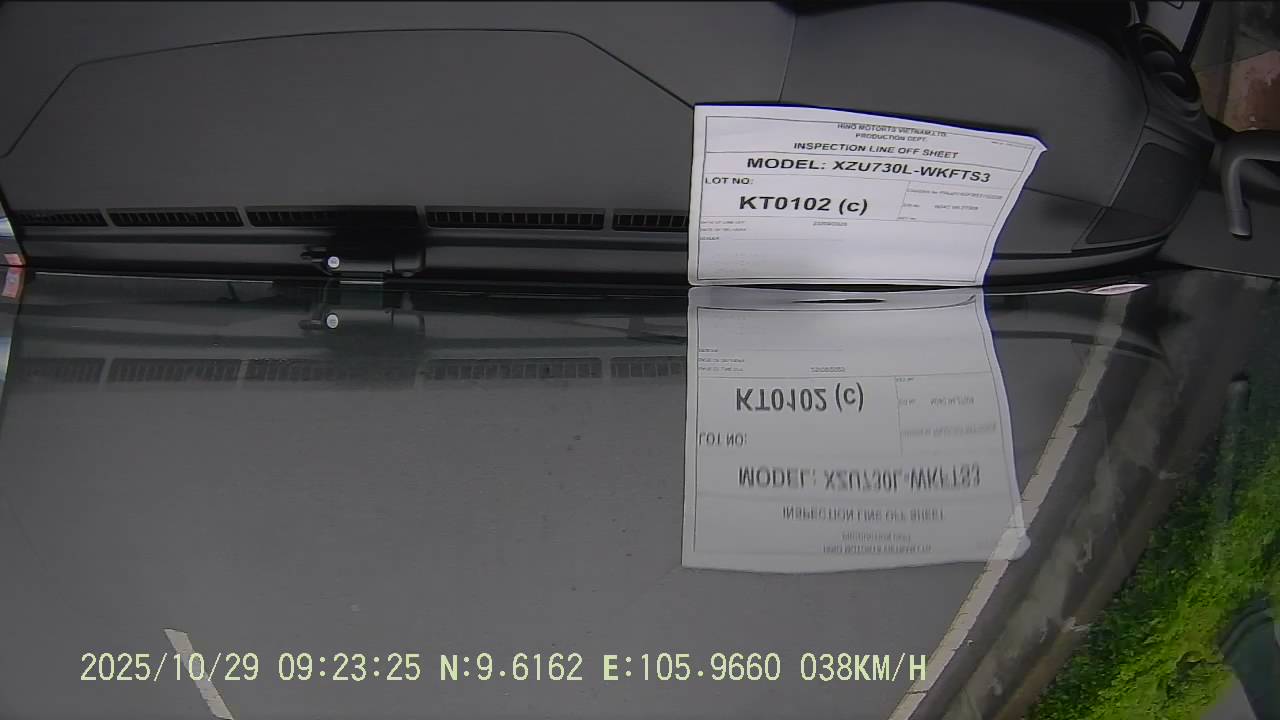 HINO MOTORTS VIETNAM,LTD.
PRODUCTION DEPT.
INSPECTION LINE OFF SHEET
MODEL: XZU730L-WKFTS3
LOT NO:
KT0102 (c)
2025/10/29 09:23:25 N:9.6162 E:105.9660 038KM/H